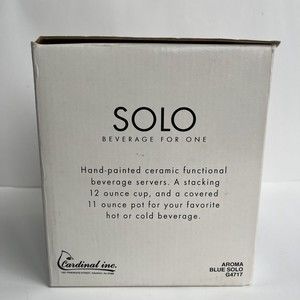 SOLO
BEVERAGE FOR ONE
Hand-painted ceramic functional
beverage servers. A stacking
12 ounce cup, and a covered
11 ounce pot for your favorite
hot or cold beverage.
Cardinal inc.
AROMA
BLUE SOLO
G4717